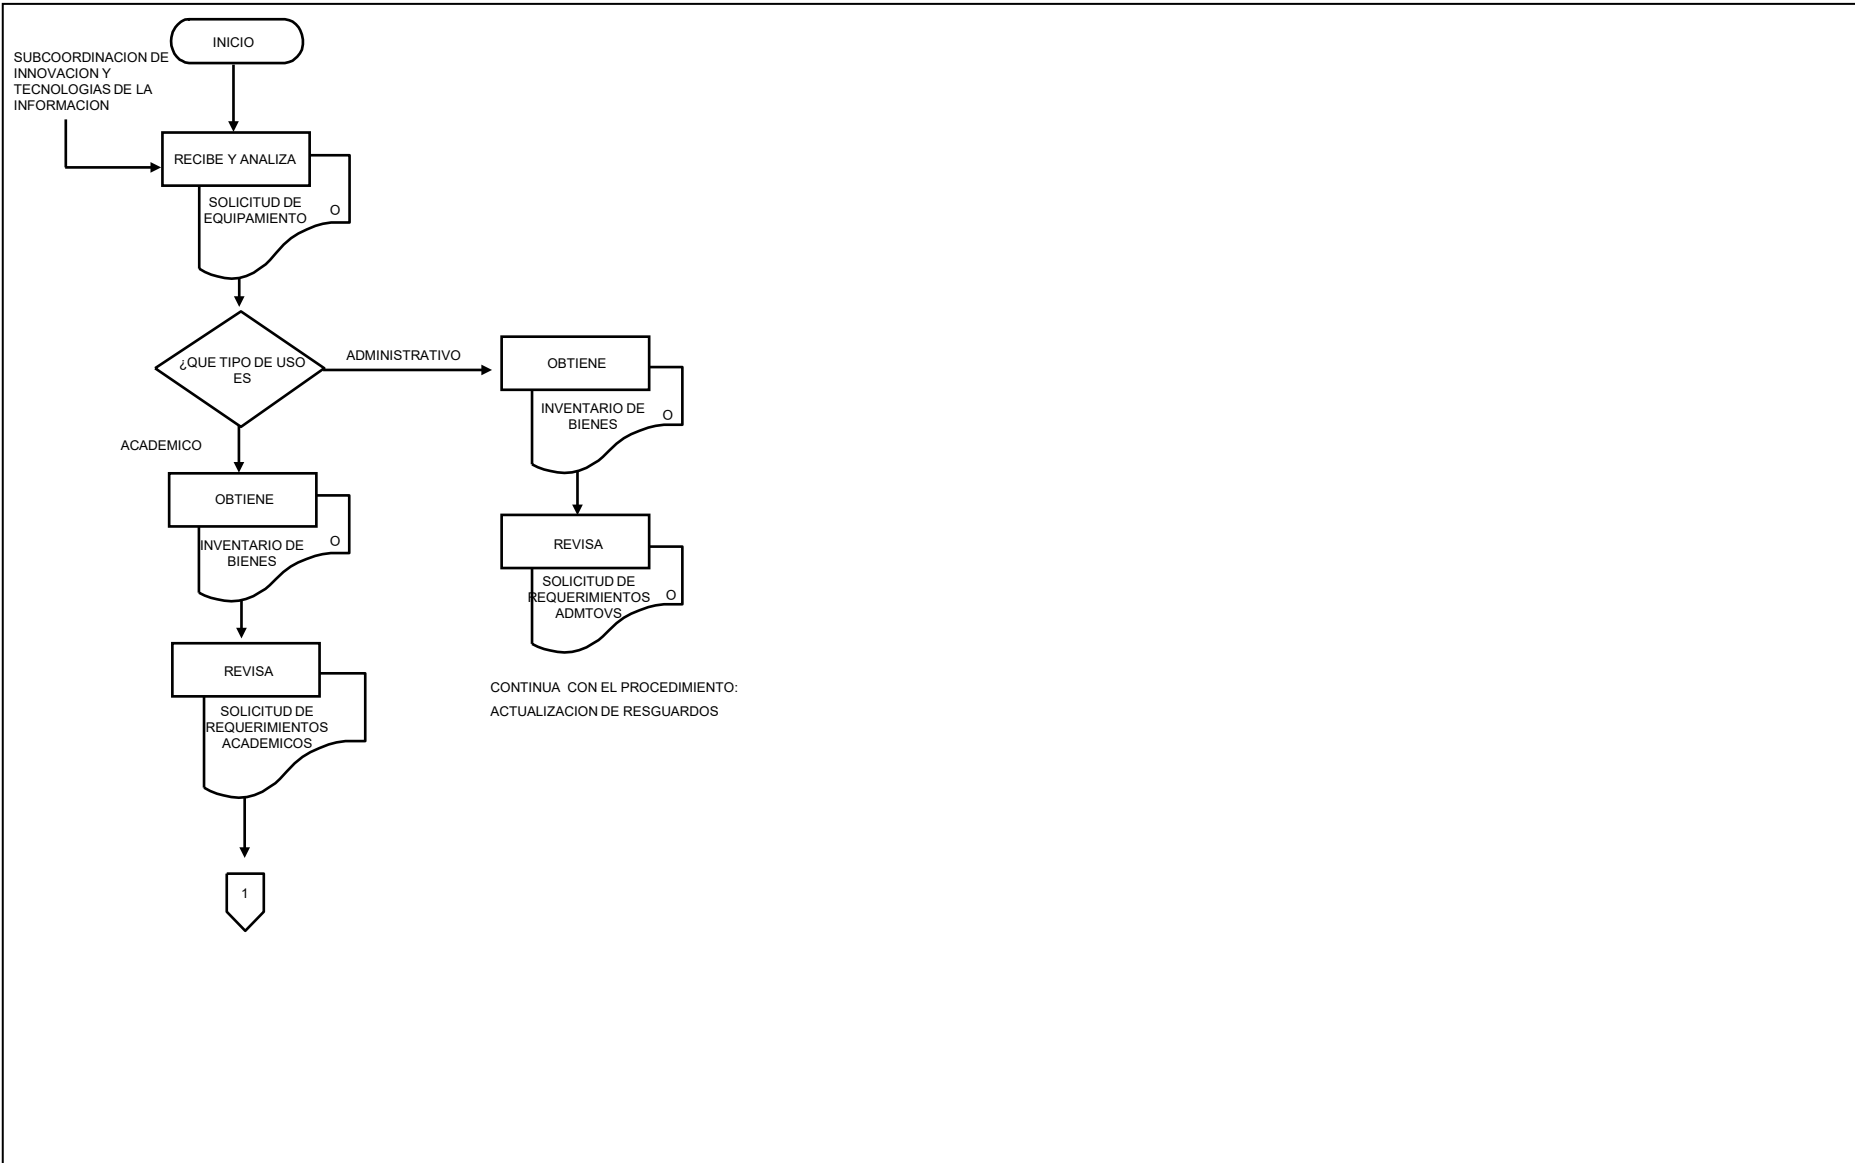 INICIO
SUBCOORDINACION DE
INNOVACION Y
TECNOLOGIAS DE LA
INFORMACION
RECIBE Y ANALIZA
SOLICITUD DE
EQUIPAMIENTO
O
¿QUE TIPO DE USO
ES
ADMINISTRATIVO
OBTIENE
INVENTARIO DE
BIENES
O
REVISA
SOLICITUD DE
REQUERIMIENTOS
ADMTOVS
O
CONTINUA  CON EL PROCEDIMIENTO:
ACTUALIZACION DE RESGUARDOS
ACADEMICO
OBTIENE
INVENTARIO DE
BIENES
O
REVISA
SOLICITUD DE
REQUERIMIENTOS
ACADEMICOS
1